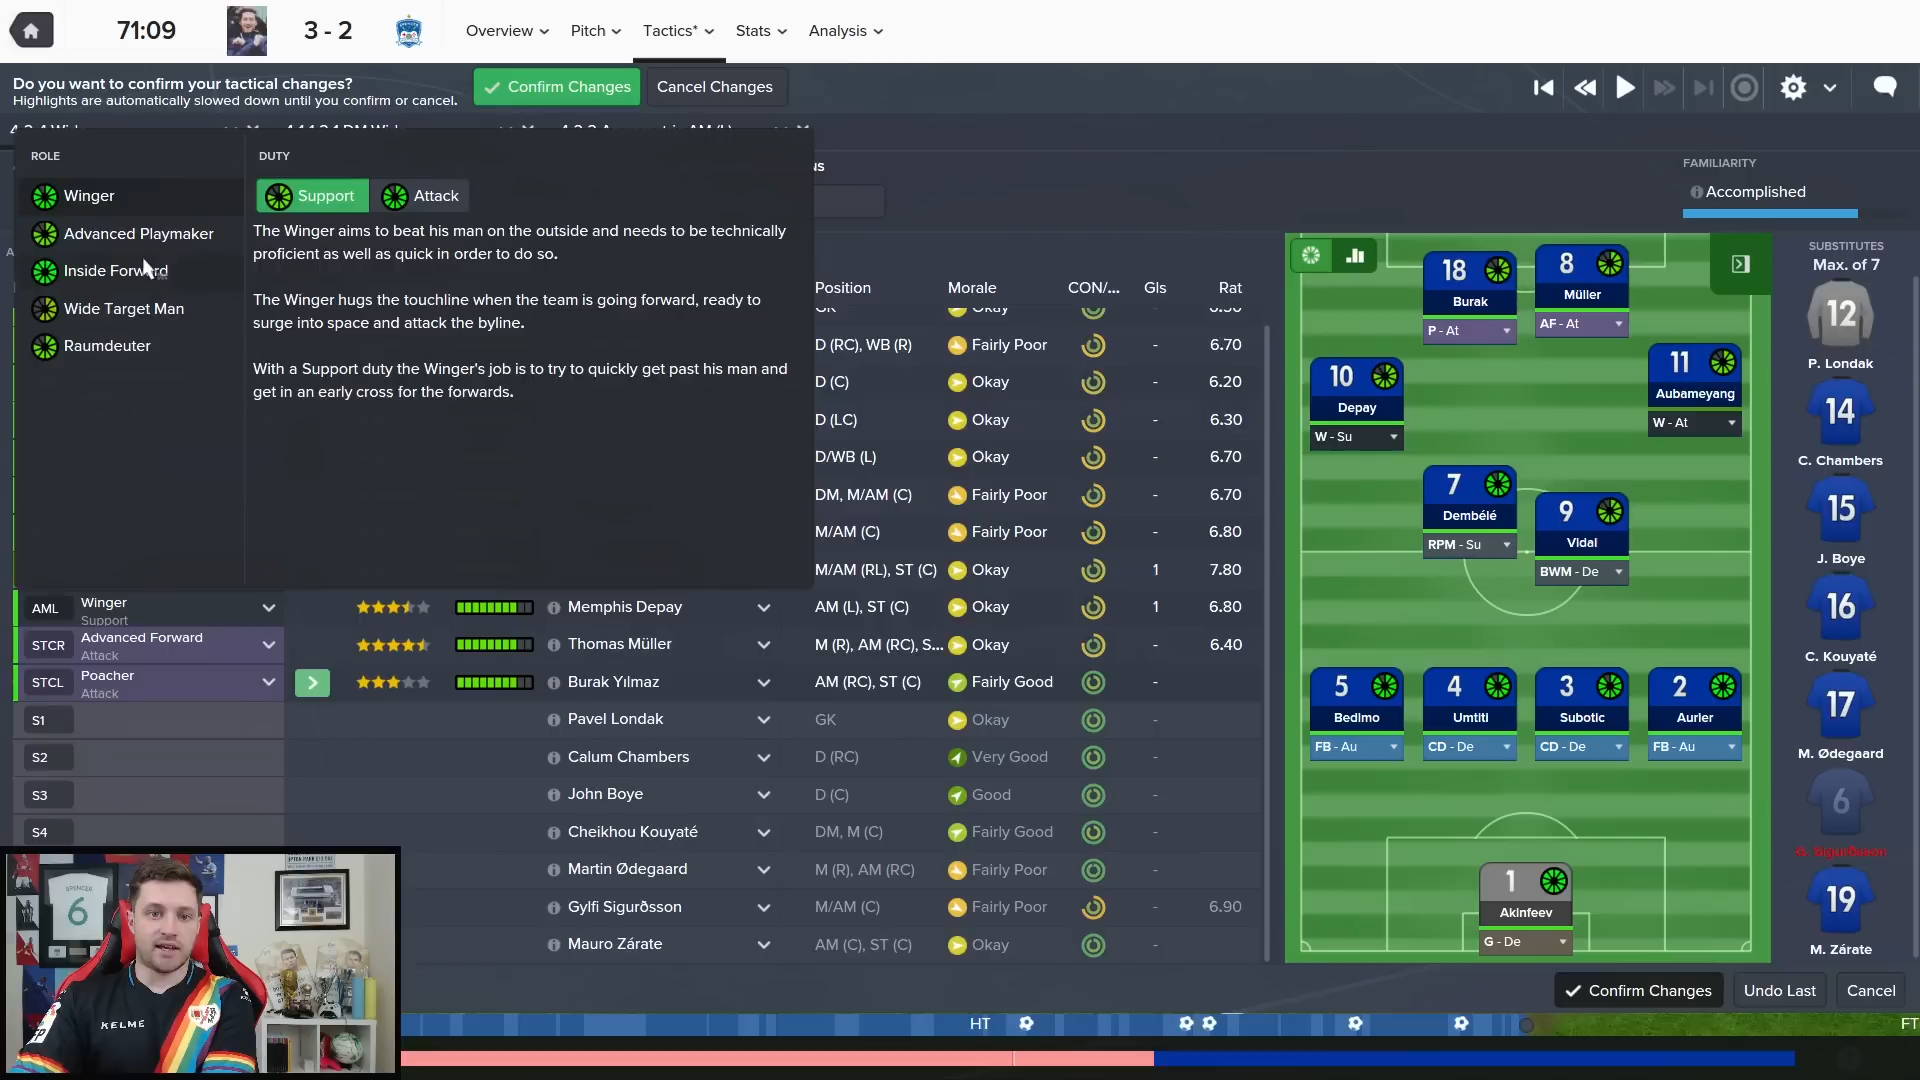 71:09
3 - 2
Overview
Pitch
Tactics*
Stats
Analysis
Do you want to confirm your tactical changes?
Highlights are automatically slowed down until you confirm or cancel.
Confirm Changes
Cancel Changes
ROLE
DUTY
Winger
Advanced Playmaker
Inside Forward
Wide Target Man
Raumdeuter
Support
Attack
The Winger aims to beat his man on the outside and needs to be technically
proficient as well as quick in order to do so.
The Winger hugs the touchline when the team is going forward, ready to
surge into space and attack the byline.
With a Support duty the Winger's job is to try to quickly get past his man and
get in an early cross for the forwards.
FAMILIARITY
Accomplished
Position Morale CON/... Gls Rat
D (RC), WB (R) Fairly Poor - 6.70
D (C) Okay - 6.20
D (LC) Okay - 6.30
D/WB (L) Okay - 6.70
DM, M/AM (C) Fairly Poor - 6.70
M/AM (C) Fairly Poor - 6.80
M/AM (RL), ST (C) Okay 1 7.80
AML Winger Support Memphis Depay AM (L), ST (C) Okay 1 6.80
STCR Advanced Forward Attack Thomas Müller M (R), AM (RC), S... Okay - 6.40
STCL Poacher Attack Burak Yılmaz AM (RC), ST (C) Fairly Good -
S1 Pavel Londak GK Okay -
S2 Calum Chambers D (RC) Very Good -
S3 John Boye D (C) Good -
S4 Cheikhou Kouyaté DM, M (C) Fairly Good -
Martin Ødegaard M (R), AM (RC) Fairly Poor -
Gylfi Sigurðsson M/AM (C) Fairly Poor - 6.90
Mauro Zárate AM (C), ST (C) Okay -
18
Burak
P - At
8
Müller
AF - At
10
Depay
W - Su
11
Aubameyang
W - At
7
Dembélé
RPM - Su
9
Vidal
BWM - De
5
Bedimo
FB - Au
4
Umtiti
CD - De
3
Subotic
CD - De
2
Aurier
FB - Au
1
Akinfeev
G - De
SUBSTITUTES
Max. of 7
12
P. Londak
14
C. Chambers
15
J. Boye
16
C. Kouyaté
17
M. Ødegaard
6
G. Sigurðsson
19
M. Zárate
Confirm Changes
Undo Last
Cancel
HT
FT
SPENCER
6
KELME